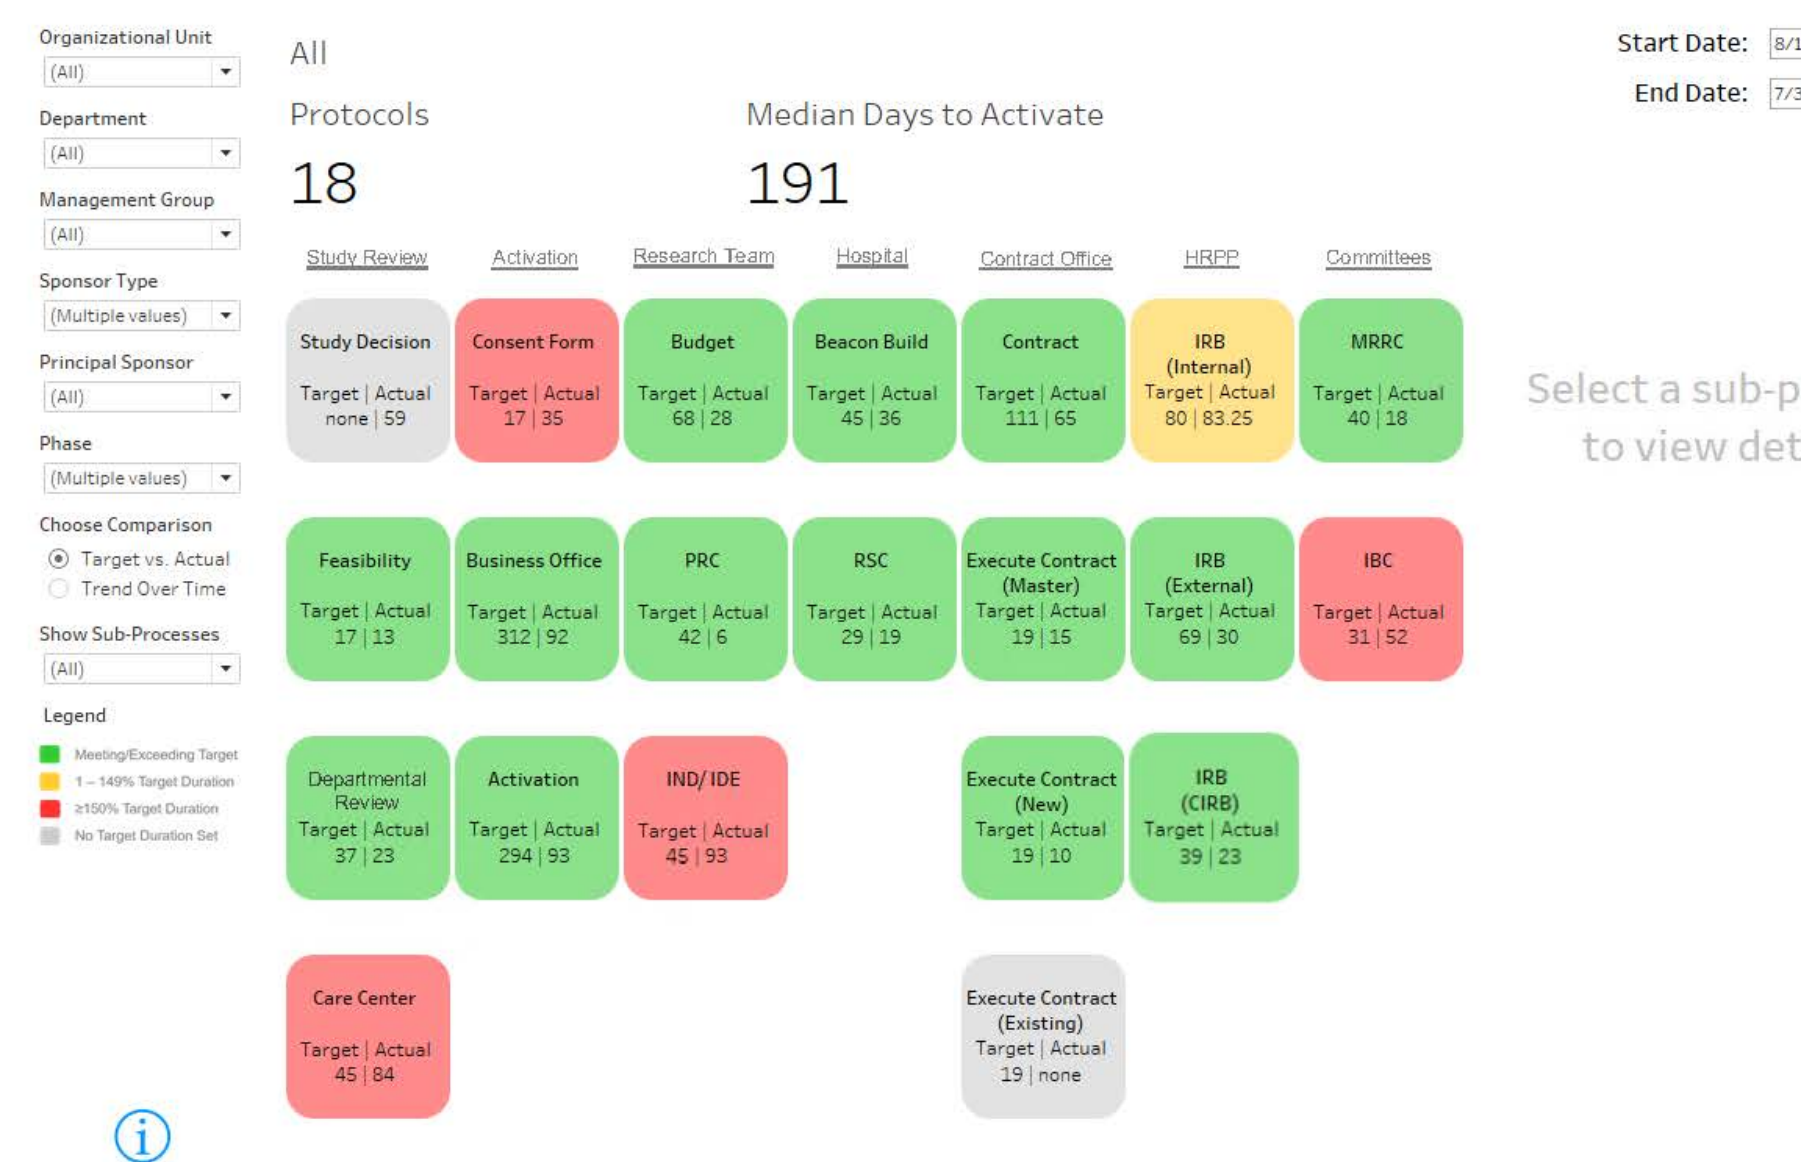 Organizational Unit
(All)
Department
(All)
Management Group
(All)
Sponsor Type
(Multiple values)
Principal Sponsor
(All)
Phase
(Multiple values)
Choose Comparison
Target vs. Actual
Trend Over Time
Show Sub-Processes
(All)
Legend
Meeting/Exceeding Target
1 – 149% Target Duration
≥150% Target Duration
No Target Duration Set
i
All
Protocols
18
Median Days to Activate
191
Start Date: 8/1
End Date: 7/3
Study Review Activation Research Team Hospital Contract Office HRPP Committees
Study Decision
Target | Actual
none | 59
Consent Form
Target | Actual
17 | 35
Budget
Target | Actual
68 | 28
Beacon Build
Target | Actual
45 | 36
Contract
Target | Actual
111 | 65
IRB
(Internal)
Target | Actual
80 | 83.25
MRRC
Target | Actual
40 | 18
Feasibility
Target | Actual
17 | 13
Business Office
Target | Actual
312 | 92
PRC
Target | Actual
42 | 6
RSC
Target | Actual
29 | 19
Execute Contract
(Master)
Target | Actual
19 | 15
IRB
(External)
Target | Actual
69 | 30
IBC
Target | Actual
31 | 52
Departmental
Review
Target | Actual
37 | 23
Activation
Target | Actual
294 | 93
IND/ IDE
Target | Actual
45 | 93
Execute Contract
(New)
Target | Actual
19 | 10
IRB
(CIRB)
Target | Actual
39 | 23
Care Center
Target | Actual
45 | 84
Execute Contract
(Existing)
Target | Actual
19 | none
Select a sub-p
to view det